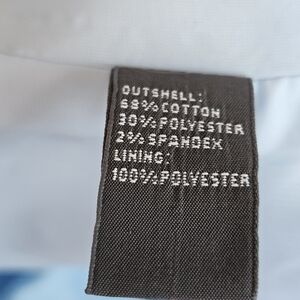 OUTSHELL:
68% COTTON
30% POLYESTER
2% SPANDEX
LINING:
100% POLYESTER